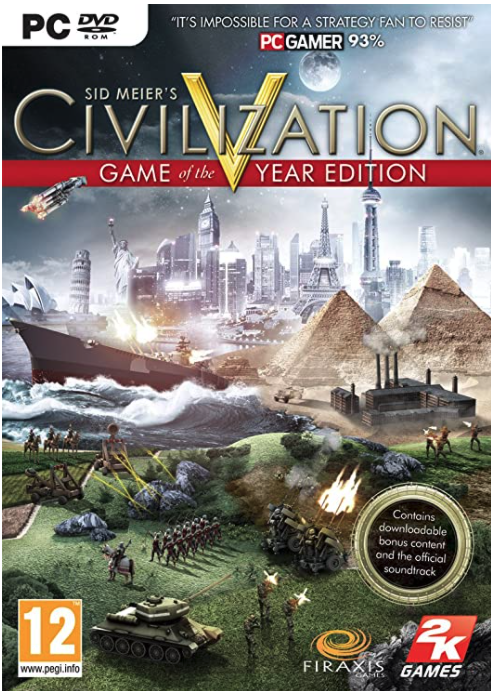 PC DVD
ROM
"IT'S IMPOSSIBLE FOR A STRATEGY FAN TO RESIST"
PC GAMER 93%
SID MEIER'S
CIVILIZATION
V
GAME of the YEAR EDITION
Contains
downloadable
bonus content
and the official
soundtrack
12
www.pegi.info
FIRAXIS
GAMES
2K
GAMES